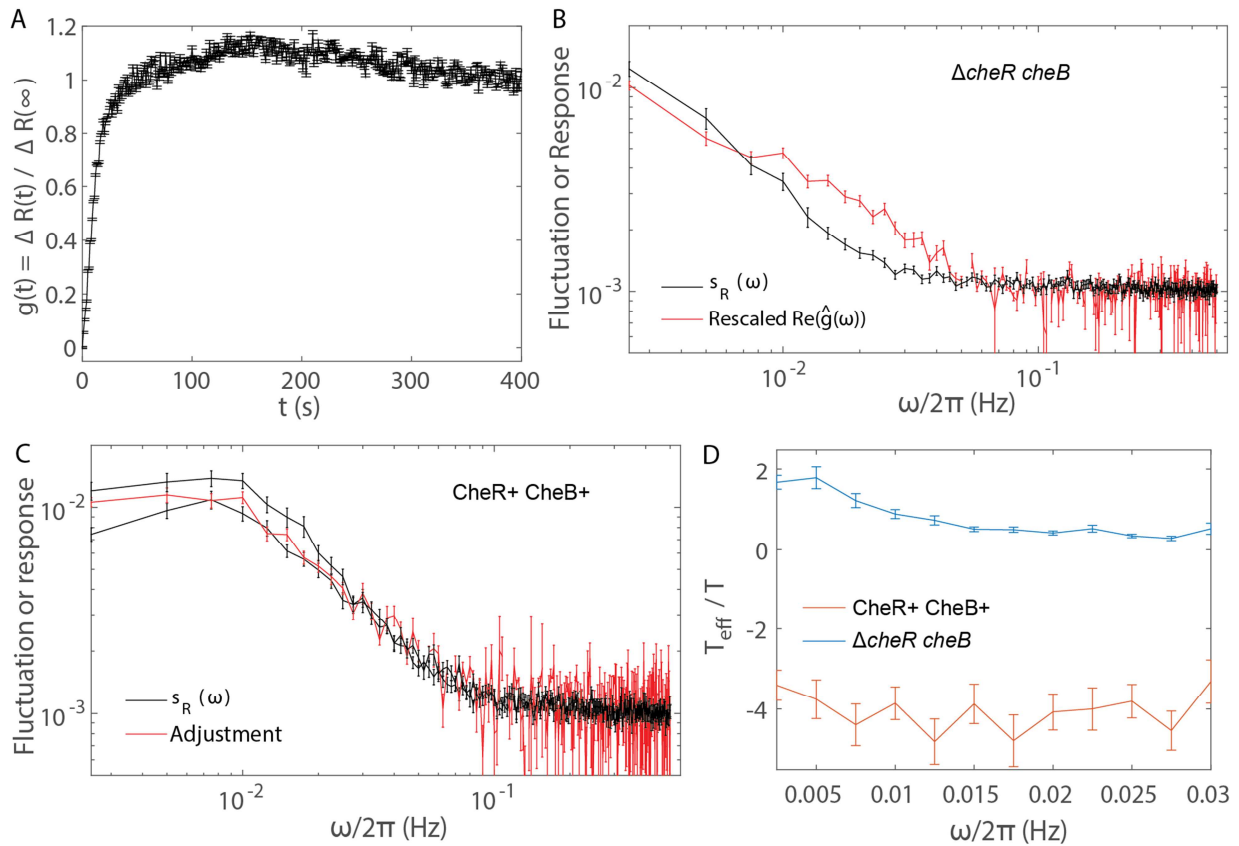 A
g(t) = Δ R(t) / Δ R(∞)
1.2
1
0.8
0.6
0.4
0.2
0
0
100
200
300
400
t (s)
B
Fluctuation or Response
10⁻²
10⁻³
ΔcheR cheB
s_R (ω)
Rescaled Re(ĝ(ω))
10⁻²
10⁻¹
ω/2π (Hz)
C
Fluctuation or response
10⁻²
10⁻³
CheR+ CheB+
s_R (ω)
Adjustment
10⁻²
10⁻¹
ω/2π (Hz)
D
T_eff / T
2
0
-2
-4
CheR+ CheB+
ΔcheR cheB
0.005
0.01
0.015
0.02
0.025
0.03
ω/2π (Hz)